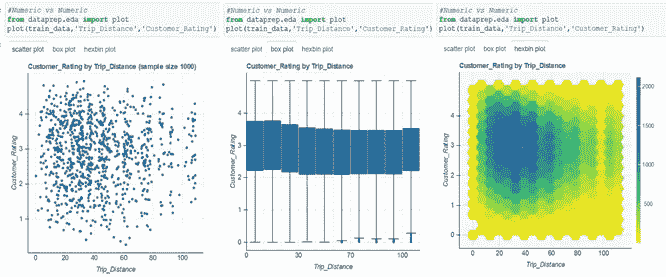 #Numeric vs Numeric
from dataprep.eda import plot
plot(train_data,'Trip_Distance','Customer_Rating')
scatter plot box plot hexbin plot
Customer_Rating by Trip_Distance (sample size 1000)
Customer_Rating
4
3
2
1
0 20 40 60 80 100
Trip_Distance
#Numeric vs Numeric
from dataprep.eda import plot
plot(train_data,'Trip_Distance','Customer_Rating')
scatter plot box plot hexbin plot
Customer_Rating by Trip_Distance
Customer_Rating
4
3
2
1
0
0 30 70 100
Trip_Distance
#Numeric vs Numeric
from dataprep.eda import plot
plot(train_data,'Trip_Distance','Customer_Rating')
scatter plot box plot hexbin plot
Customer_Rating by Trip_Distance
Customer_Rating
4
3
2
1
0
0 20 40 60 80 100
Trip_Distance
2000
1500
1000
500